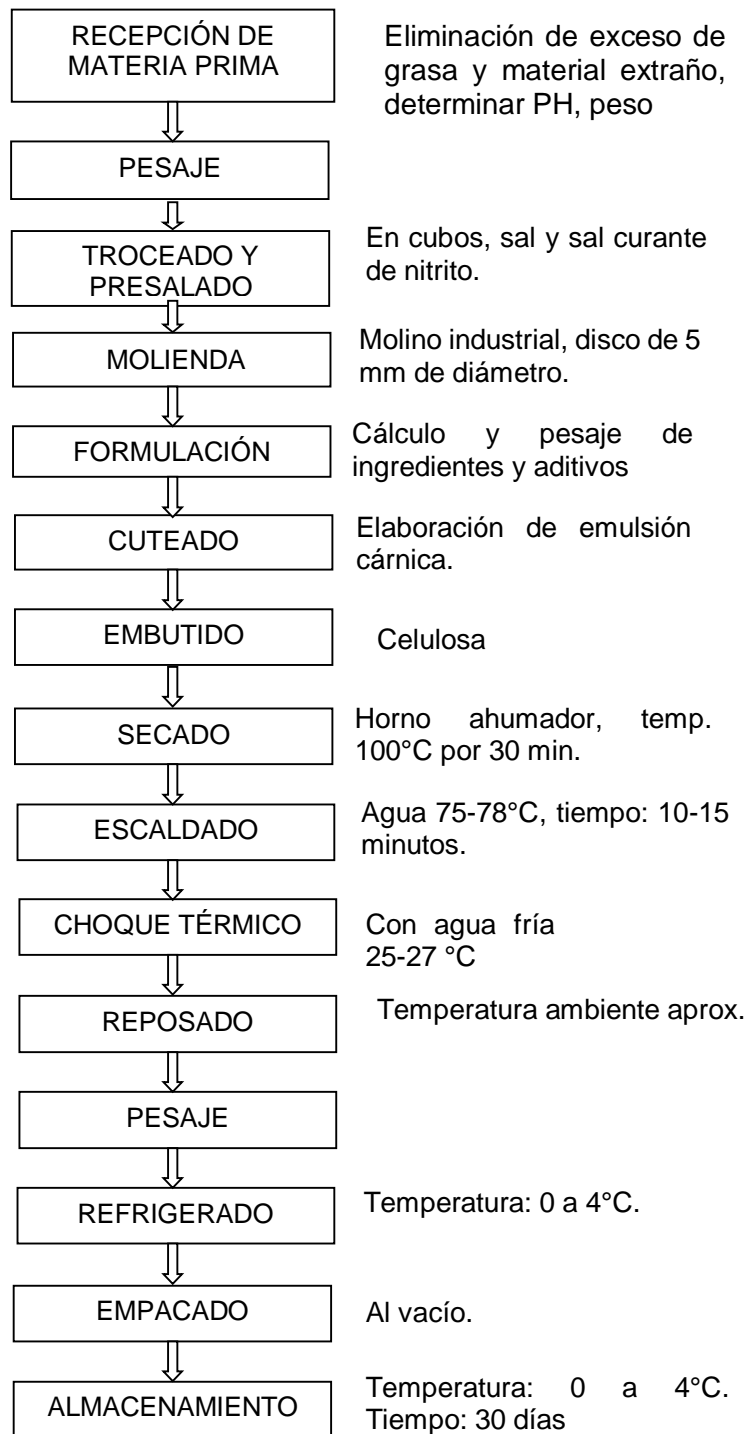 RECEPCIÓN DE
MATERIA PRIMA
Eliminación de exceso de
grasa y material extraño,
determinar PH, peso
PESAJE
TROCEADO Y
PRESALADO
En cubos, sal y sal curante
de nitrito.
MOLIENDA
Molino industrial, disco de 5
mm de diámetro.
FORMULACIÓN
Cálculo y pesaje de
ingredientes y aditivos
CUTEADO
Elaboración de emulsión
cárnica.
EMBUTIDO
Celulosa
SECADO
Horno ahumador, temp.
100°C por 30 min.
ESCALDADO
Agua 75-78°C, tiempo: 10-15
minutos.
CHOQUE TÉRMICO
Con agua fría
25-27 °C
REPOSADO
Temperatura ambiente aprox.
PESAJE
REFRIGERADO
Temperatura: 0 a 4°C.
EMPACADO
Al vacío.
ALMACENAMIENTO
Temperatura: 0 a 4°C.
Tiempo: 30 días